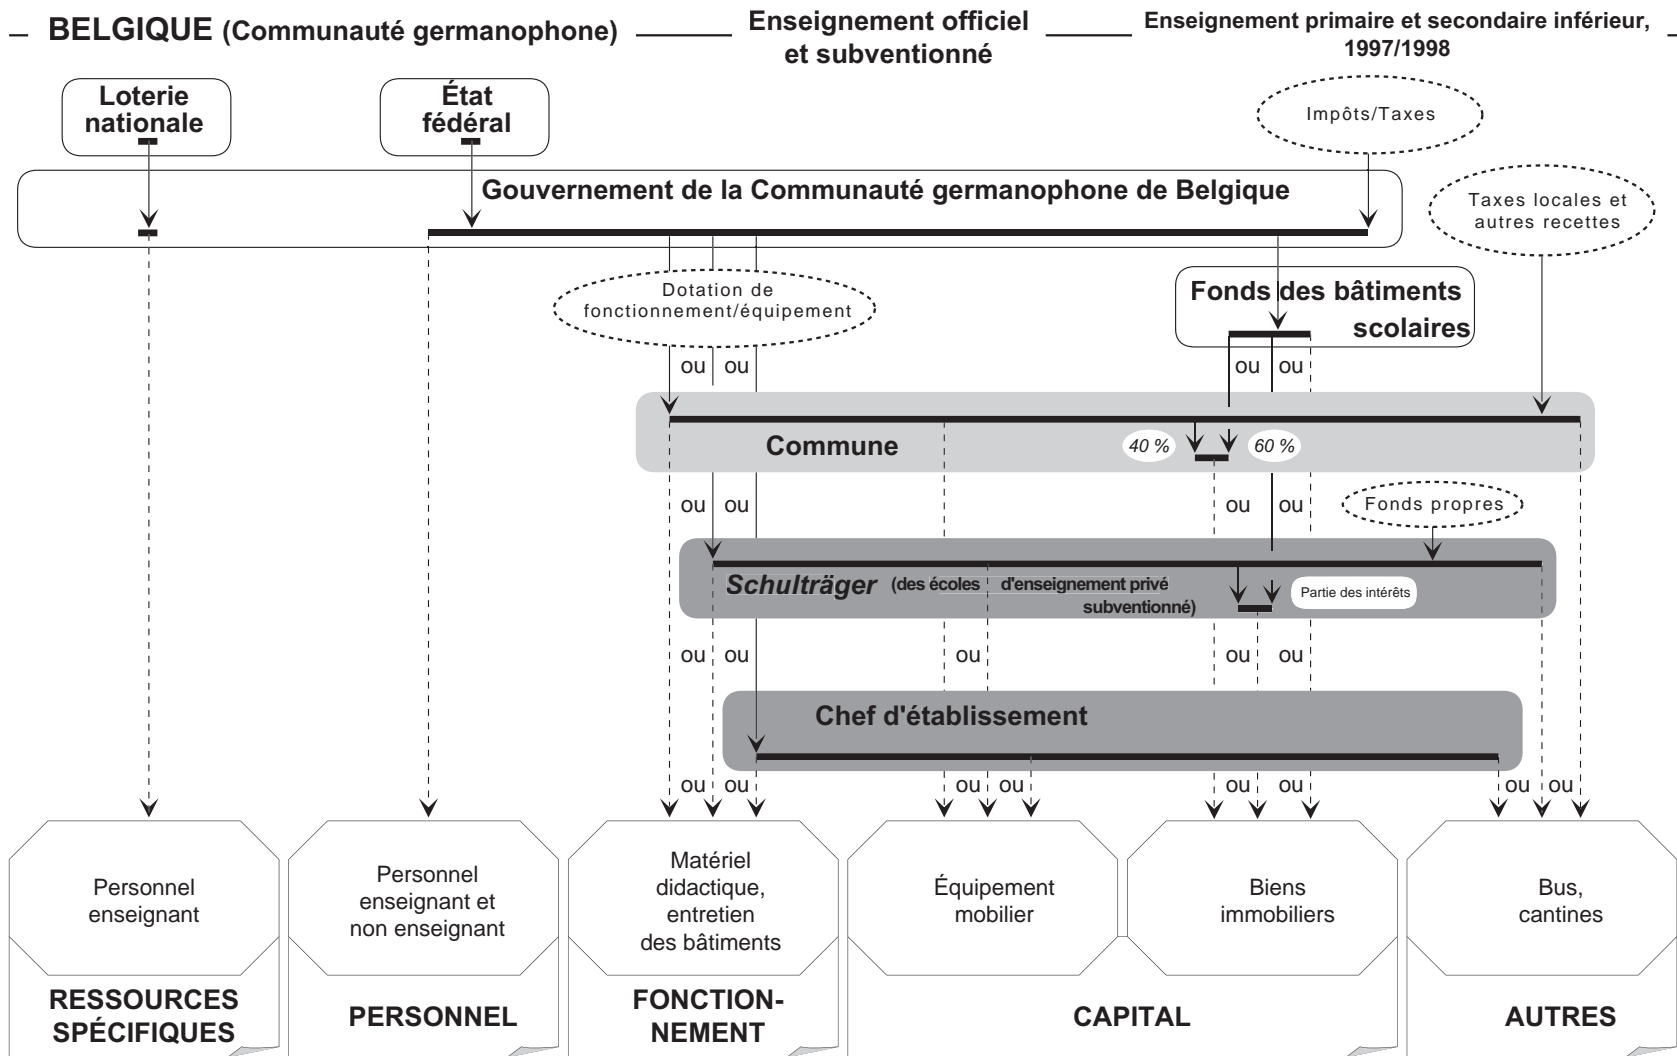 BELGIQUE (Communauté germanophone)
Enseignement officiel
et subventionné
Enseignement primaire et secondaire inférieur,
1997/1998
Loterie
nationale
État
fédéral
Impôts/Taxes
Gouvernement de la Communauté germanophone de Belgique
Taxes locales et
autres recettes
Dotation de
fonctionnement/équipement
Fonds des bâtiments
scolaires
ou ou
ou ou
Commune
40 %
60 %
ou ou
ou ou
Fonds propres
Schulträger (des écoles d'enseignement privé
subventionné)
Partie des intérêts
ou ou
ou
ou ou
Chef d'établissement
ou ou
ou ou
ou ou
ou ou
Personnel
enseignant
Personnel
enseignant et
non enseignant
Matériel
didactique,
entretien
des bâtiments
Équipement
mobilier
Biens
immobiliers
Bus,
cantines
RESSOURCES
SPÉCIFIQUES
PERSONNEL
FONCTION-
NEMENT
CAPITAL
AUTRES